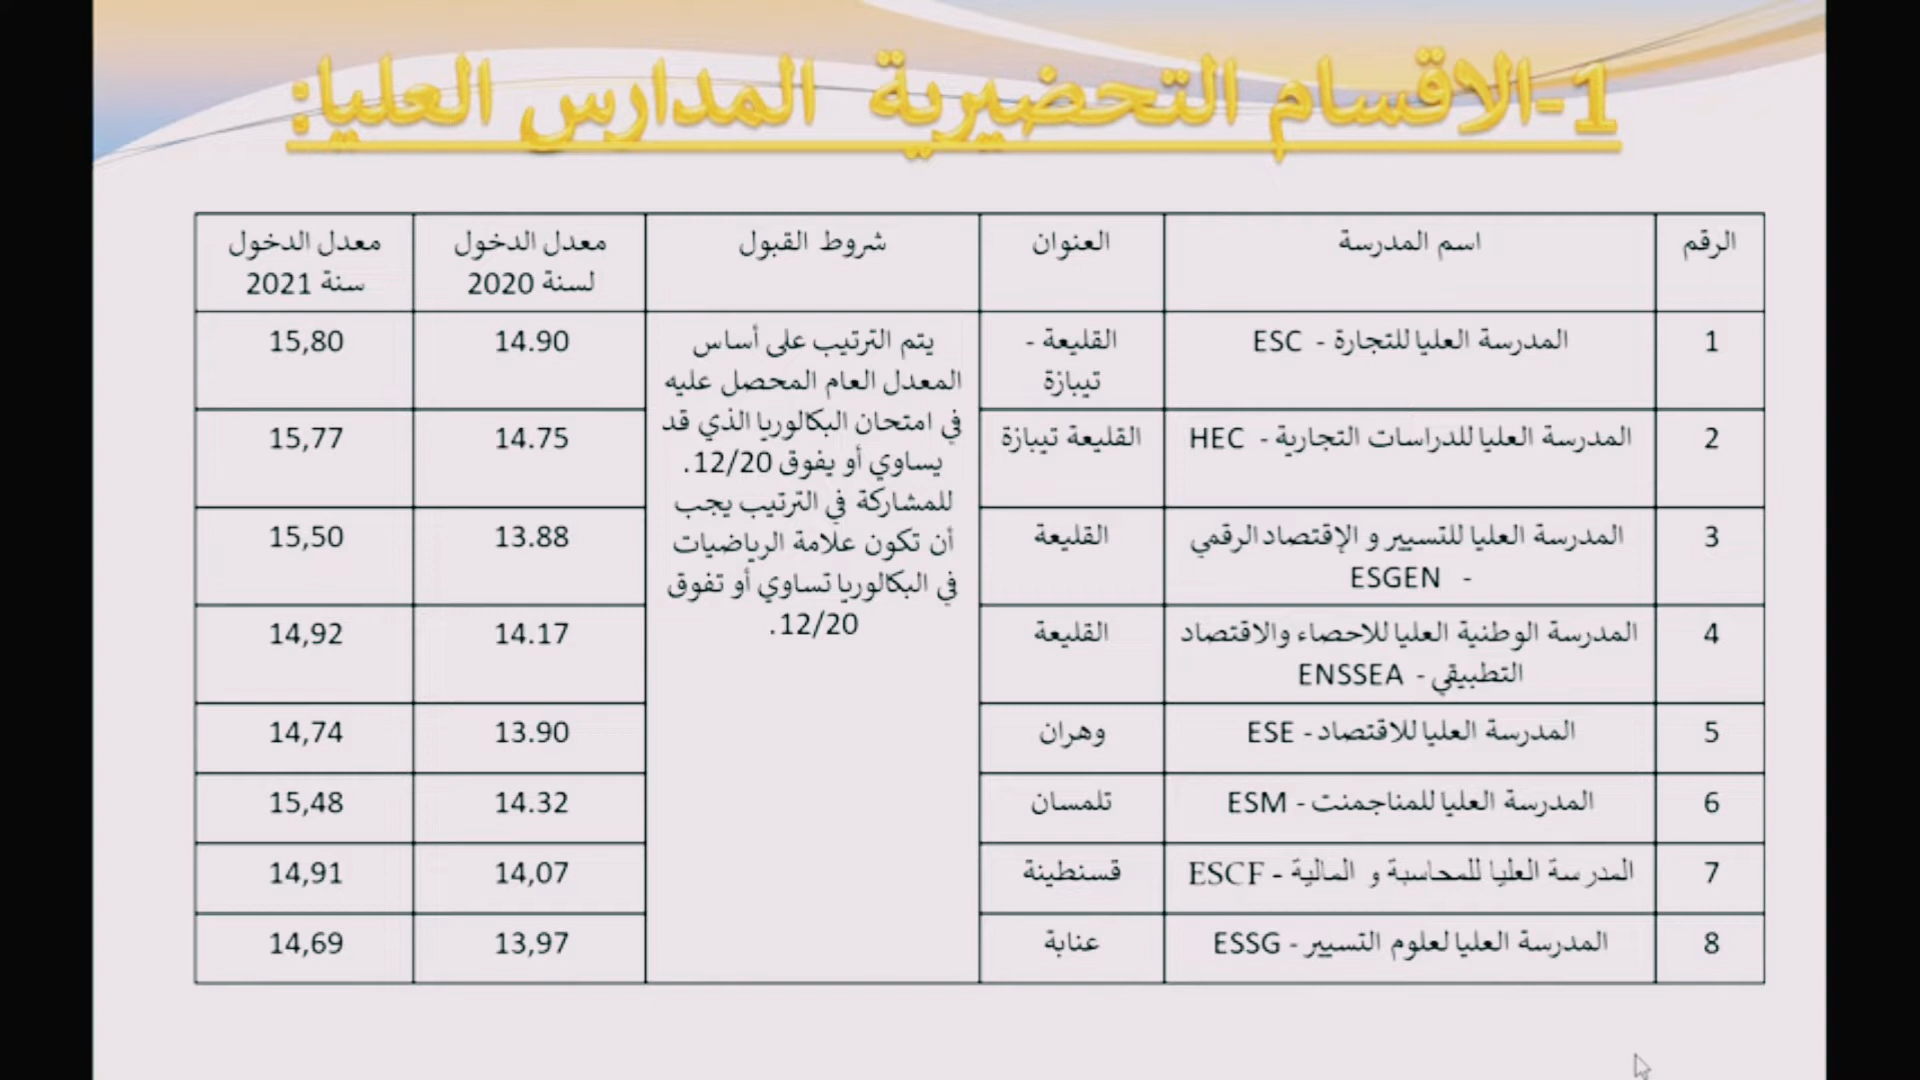 1-الاقسام التحضيرية المدارس العليا:
الرقم
اسم المدرسة
العنوان
شروط القبول
معدل الدخول
لسنة 2020
معدل الدخول
سنة 2021
1
المدرسة العليا للتجارة - ESC
القليعة -
تيبازة
يتم الترتيب على أساس
المعدل العام المحصل عليه
في امتحان البكالوريا الذي قد
يساوي أو يفوق 12/20.
للمشاركة في الترتيب يجب
أن تكون علامة الرياضيات
في البكالوريا تساوي أو تفوق
12/20.
14.90
15,80
2
المدرسة العليا للدراسات التجارية - HEC
القليعة تيبازة
14.75
15,77
3
المدرسة العليا للتسيير و الإقتصاد الرقمي
- ESGEN
القليعة
13.88
15,50
4
المدرسة الوطنية العليا للاحصاء والاقتصاد
التطبيقي - ENSSEA
القليعة
14.17
14,92
5
المدرسة العليا للاقتصاد - ESE
وهران
13.90
14,74
6
المدرسة العليا للمناجمنت - ESM
تلمسان
14.32
15,48
7
المدرسة العليا للمحاسبة و المالية - ESCF
قسنطينة
14,07
14,91
8
المدرسة العليا لعلوم التسيير - ESSG
عنابة
13,97
14,69